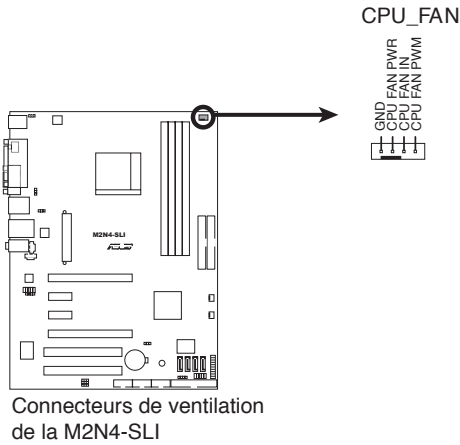 CPU_FAN
GND
CPU FAN PWR
CPU FAN IN
CPU FAN PWM
M2N4-SLI
ASUS
Connecteurs de ventilation
de la M2N4-SLI